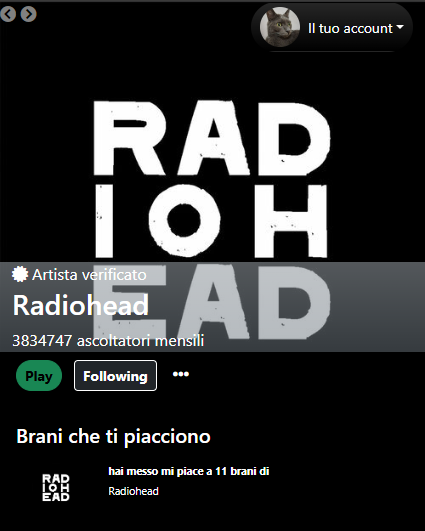 Il tuo account
RAD
IOH
EAD
Artista verificato
Radiohead
3834747 ascoltatori mensili
Play
Following
•••
Brani che ti piacciono
RAD
IOH
EAD
hai messo mi piace a 11 brani di
Radiohead